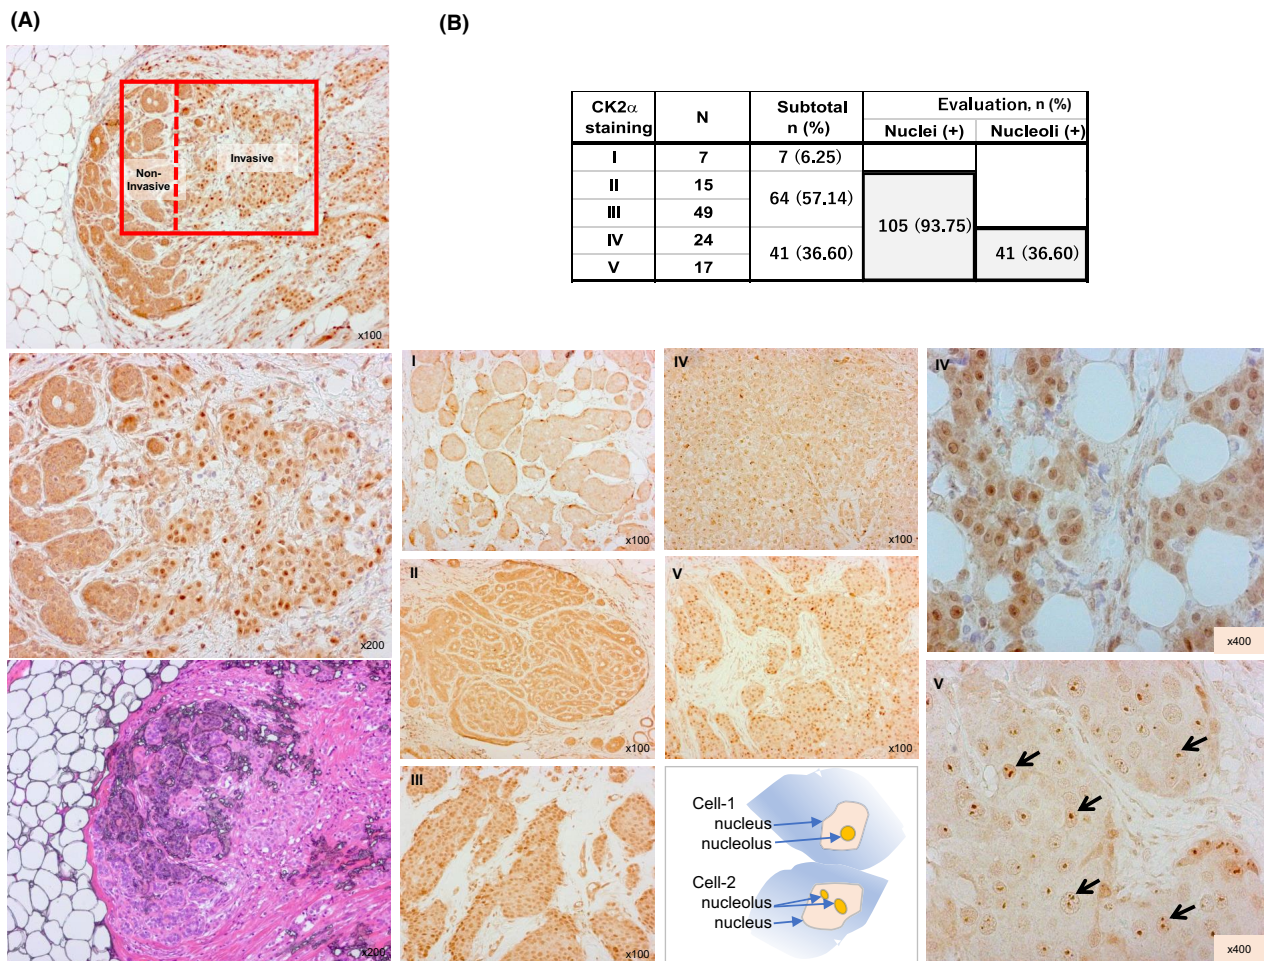 (A)
Non-
Invasive
Invasive
x100
x200
x200
(B)
CK2α
staining
N
Subtotal
n (%)
Evaluation, n (%)
Nuclei (+)
Nucleoli (+)
I
7
7 (6.25)
II
15
64 (57.14)
III
49
105 (93.75)
IV
24
41 (36.60)
41 (36.60)
V
17
I
x100
IV
x100
IV
x400
II
x100
V
x100
V
x400
III
x100
Cell-1
nucleus
nucleolus
Cell-2
nucleolus
nucleus